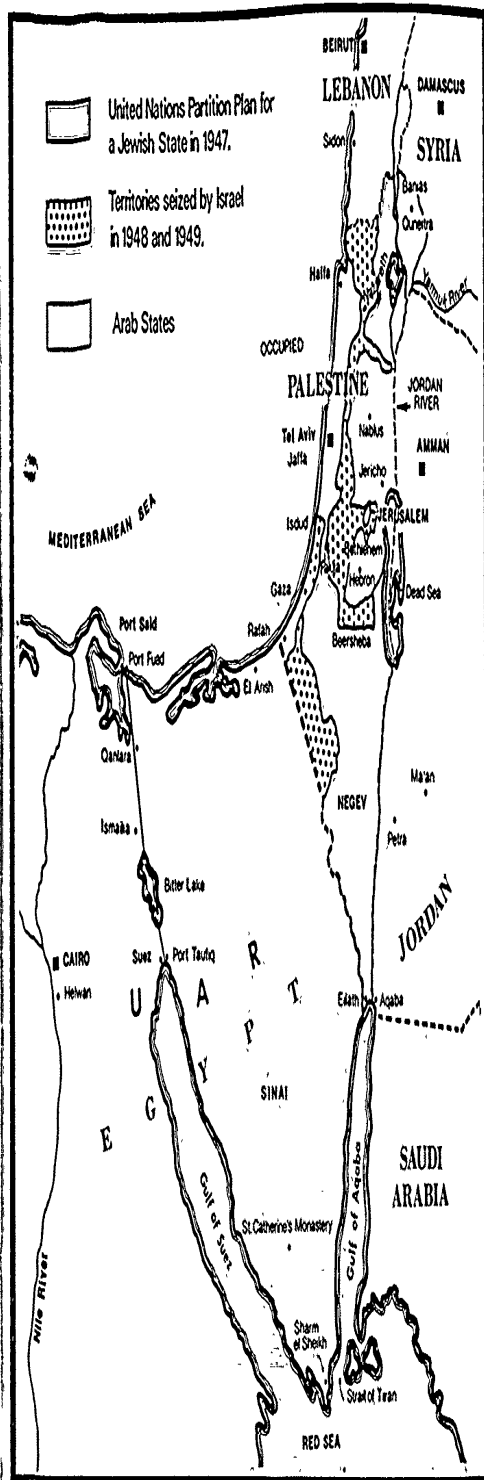 United Nations Partition Plan for
a Jewish State in 1947.
Territories seized by Israel
in 1948 and 1949.
Arab States
BEIRUT
LEBANON
DAMASCUS
Sidon
SYRIA
Banias
Quneitra
Haifa
Nazareth
Yarmuk River
OCCUPIED
PALESTINE
JORDAN
RIVER
Nablus
Tel Aviv
Jaffa
AMMAN
Jericho
Isdud
JERUSALEM
MEDITERRANEAN SEA
Bethlehem
Hebron
Dead Sea
Gaza
Port Said
Rafah
Beersheba
Port Fuad
El Arish
Qantara
Ma'an
NEGEV
Ismailia
Petra
Bitter Lake
JORDAN
CAIRO
Suez
Port Taufiq
Helwan
U A R
Eilath
Aqaba
EGYPT
SINAI
SAUDI
ARABIA
Gulf of Suez
Gulf of Aqaba
St. Catherine's Monastery
Nile River
Sharm
el Sheikh
Strait of Tiran
RED SEA